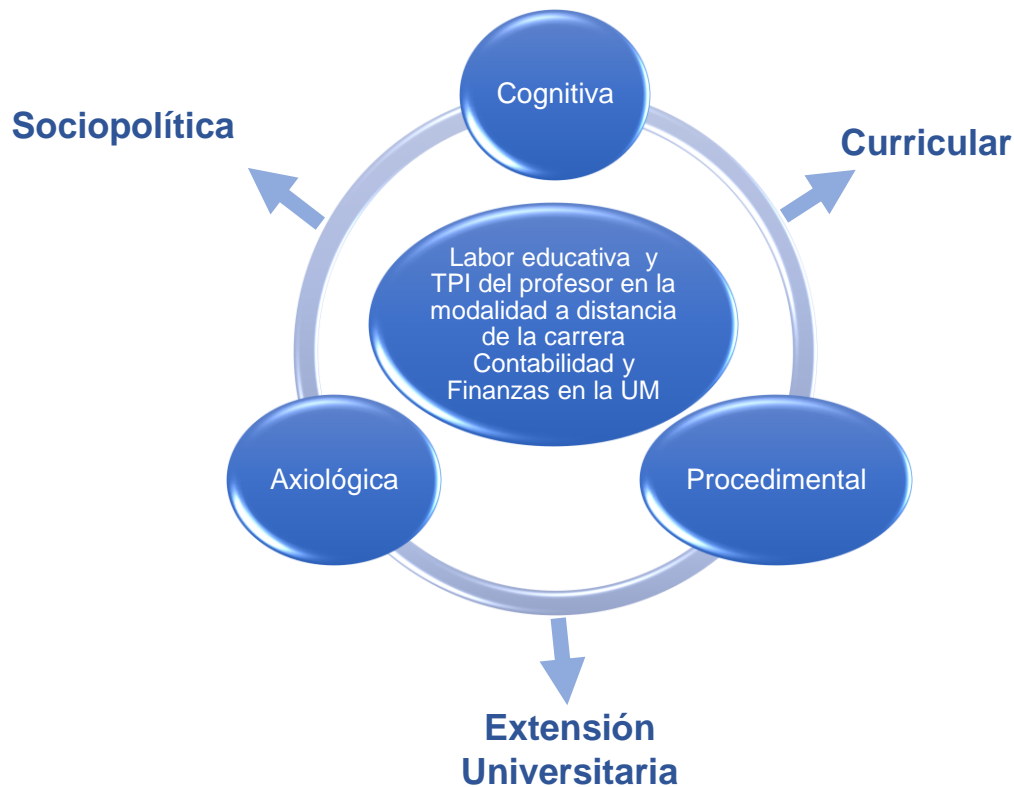 Cognitiva
Sociopolítica
Curricular
Labor educativa y
TPI del profesor en la
modalidad a distancia
de la carrera
Contabilidad y
Finanzas en la UM
Axiológica
Procedimental
Extensión
Universitaria